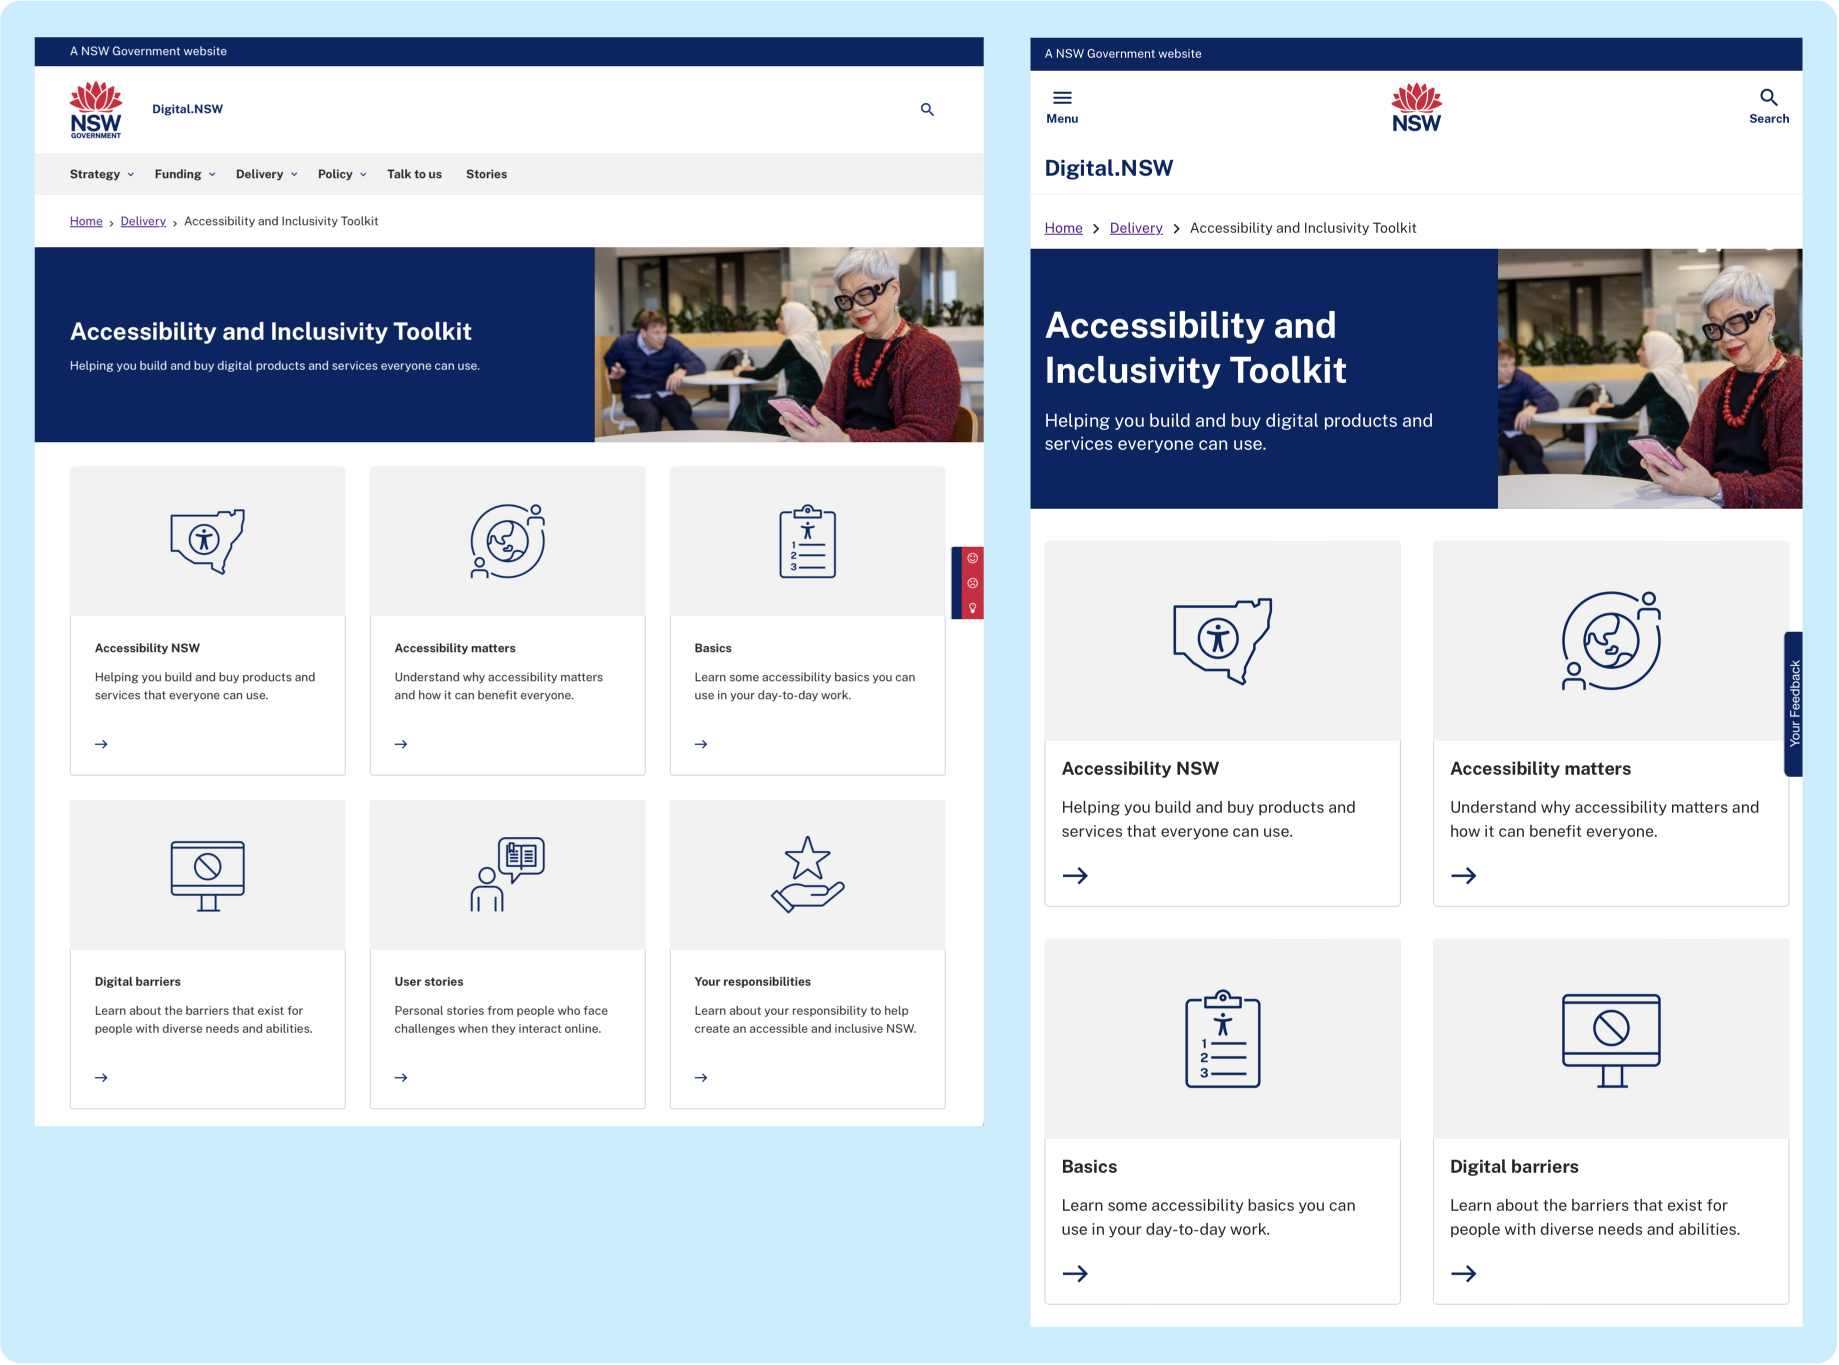 A NSW Government website
NSW
GOVERNMENT
Digital.NSW
Strategy Funding Delivery Policy Talk to us Stories
Home Delivery Accessibility and Inclusivity Toolkit
Accessibility and Inclusivity Toolkit
Helping you build and buy digital products and services everyone can use.
1
2
3
Accessibility NSW
Helping you build and buy products and
services that everyone can use.
Accessibility matters
Understand why accessibility matters
and how it can benefit everyone.
Basics
Learn some accessibility basics you can
use in your day-to-day work.
Digital barriers
Learn about the barriers that exist for
people with diverse needs and abilities.
User stories
Personal stories from people who face
challenges when they interact online.
Your responsibilities
Learn about your responsibility to help
create an accessible and inclusive NSW.
A NSW Government website
Menu
NSW
Search
Digital.NSW
Home Delivery Accessibility and Inclusivity Toolkit
Accessibility and
Inclusivity Toolkit
Helping you build and buy digital products and
services everyone can use.
Accessibility NSW
Helping you build and buy products and
services that everyone can use.
Accessibility matters
Understand why accessibility matters and
how it can benefit everyone.
Your Feedback
1
2
3
Basics
Learn some accessibility basics you can
use in your day-to-day work.
Digital barriers
Learn about the barriers that exist for
people with diverse needs and abilities.